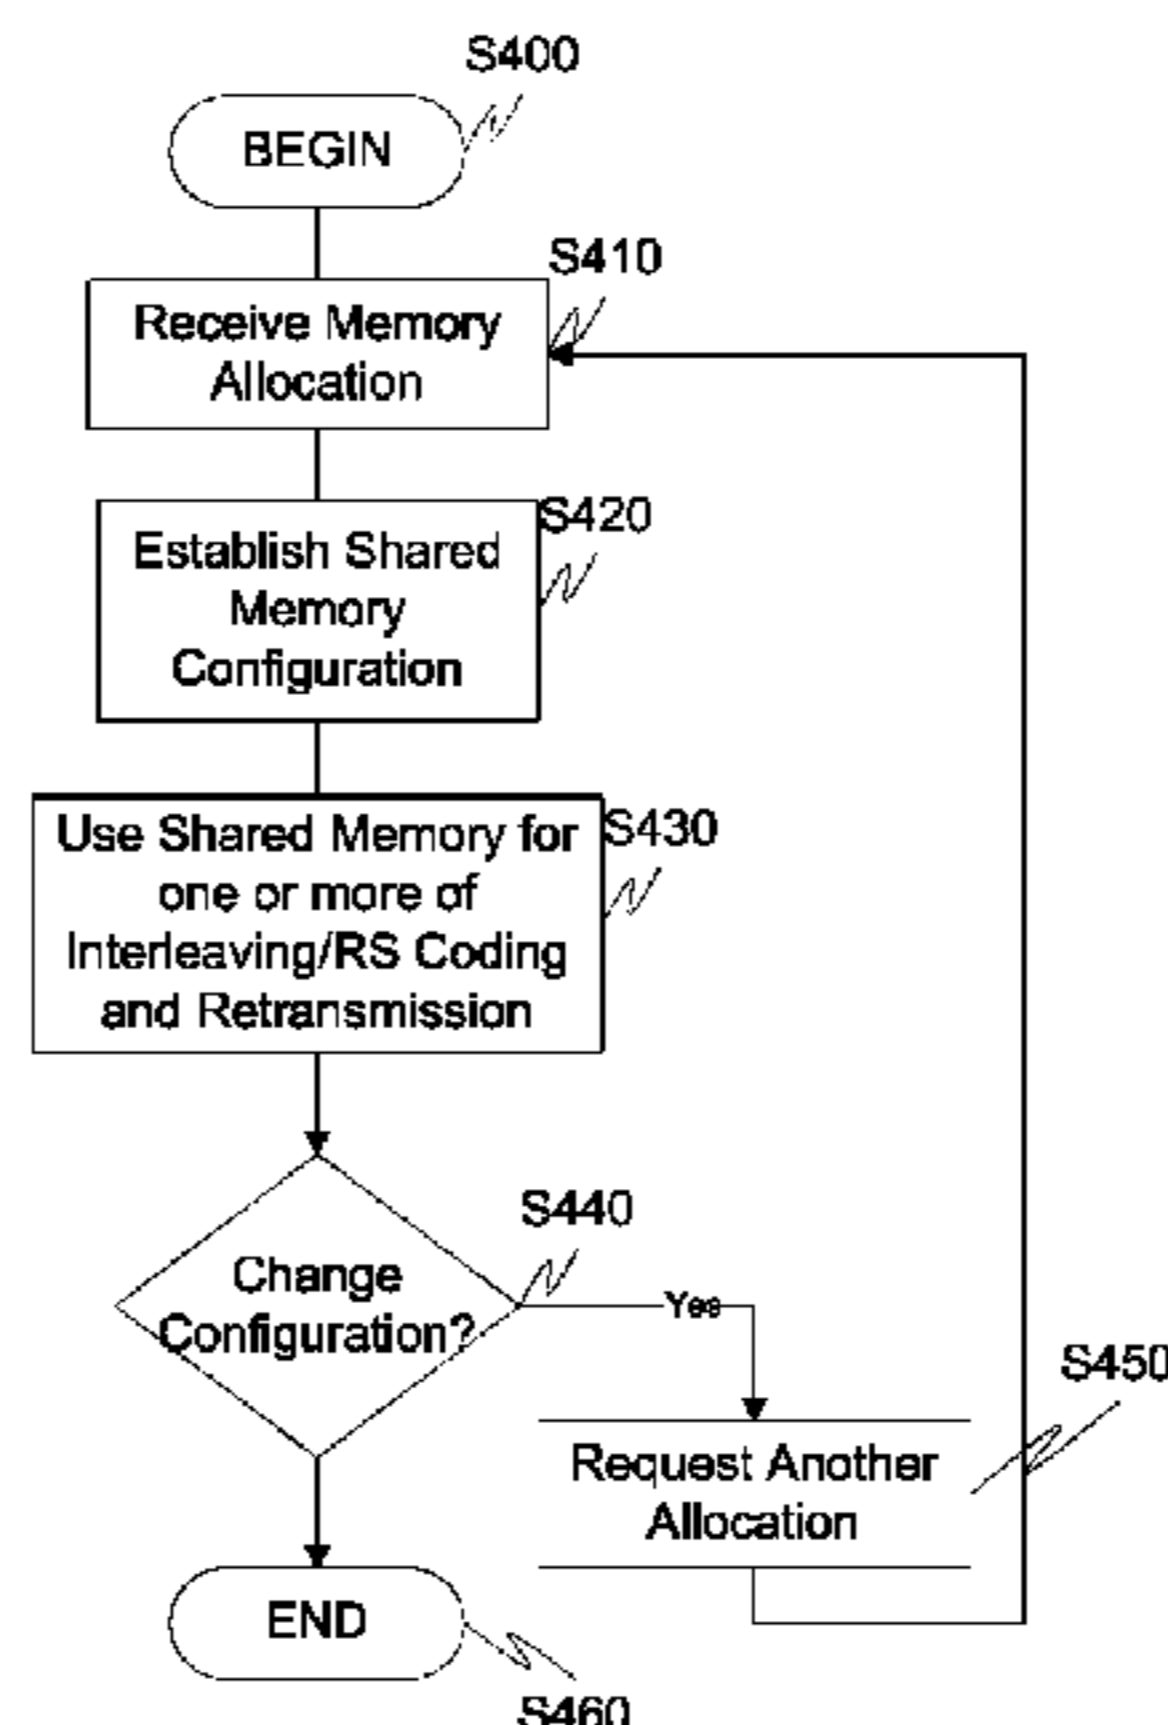 S400
BEGIN
S410
Receive Memory
Allocation
S420
Establish Shared
Memory
Configuration
S430
Use Shared Memory for
one or more of
Interleaving/RS Coding
and Retransmission
S440
Change
Configuration?
Yes
S450
Request Another
Allocation
END
S460